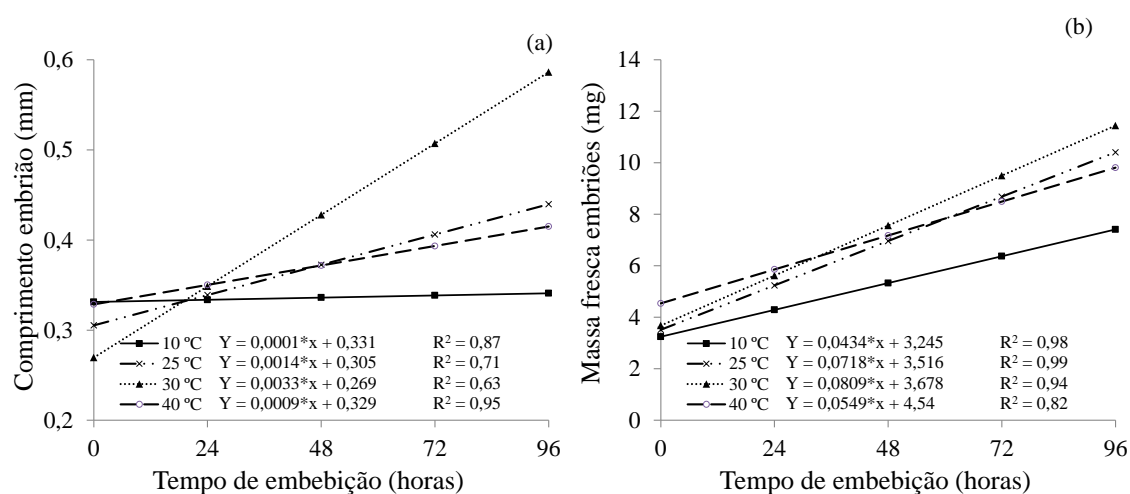 (a)
Comprimento embrião (mm)
0,6
0,5
0,4
0,3
0,2
10 ºC Y = 0,0001*x + 0,331 R² = 0,87
25 ºC Y = 0,0014*x + 0,305 R² = 0,71
30 ºC Y = 0,0033*x + 0,269 R² = 0,63
40 ºC Y = 0,0009*x + 0,329 R² = 0,95
0 24 48 72 96
Tempo de embebição (horas)
(b)
Massa fresca embriões (mg)
14
12
10
8
6
4
2
0
10 ºC Y = 0,0434*x + 3,245 R² = 0,98
25 ºC Y = 0,0718*x + 3,516 R² = 0,99
30 ºC Y = 0,0809*x + 3,678 R² = 0,94
40 ºC Y = 0,0549*x + 4,54 R² = 0,82
0 24 48 72 96
Tempo de embebição (horas)